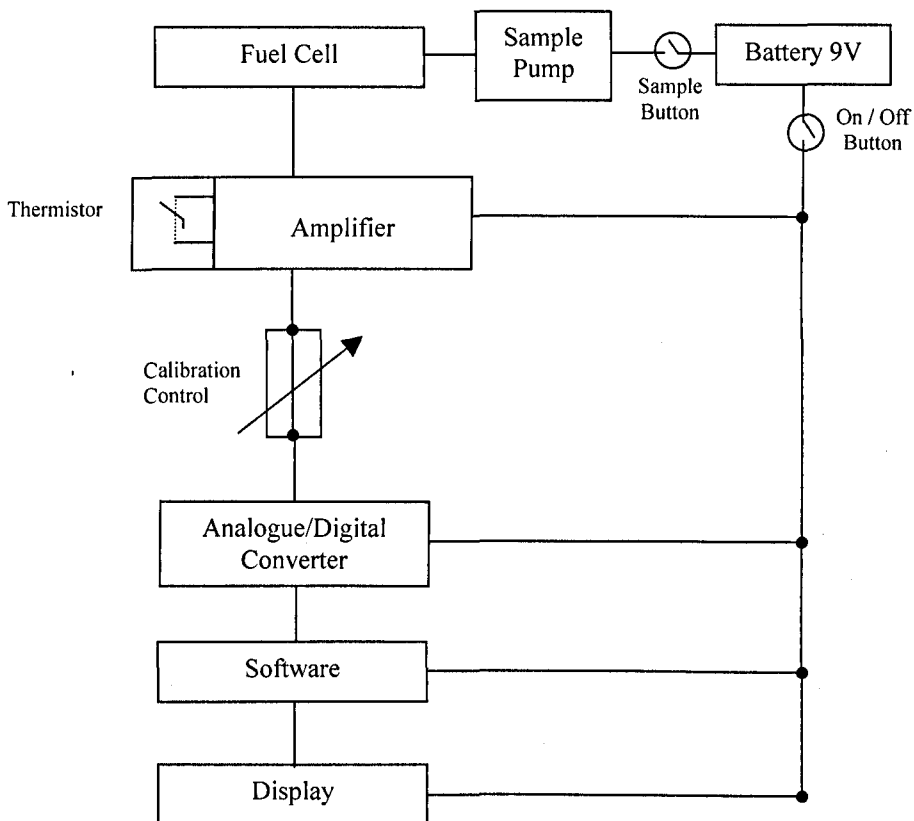 Fuel Cell
Sample
Pump
Battery 9V
Sample
Button
On / Off
Button
Thermistor
Amplifier
Calibration
Control
Analogue/Digital
Converter
Software
Display